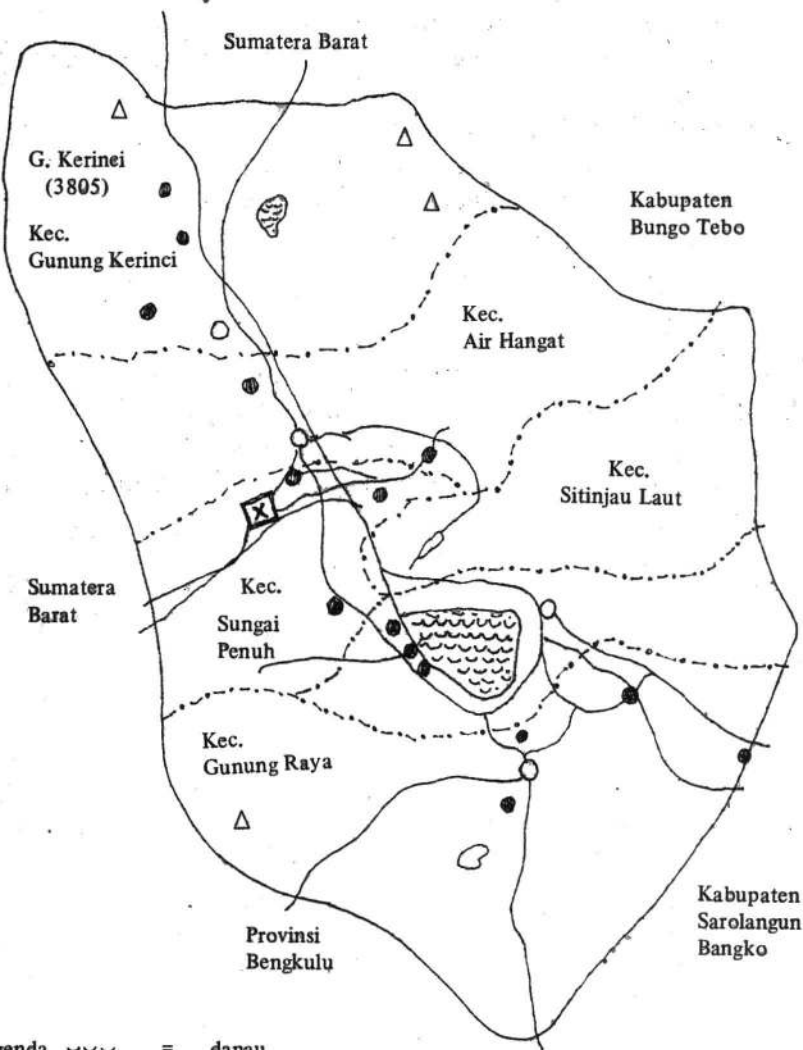 Sumatera Barat
G. Kerinei
(3805)
Kec.
Gunung Kerinci
Kabupaten
Bungo Tebo
Kec.
Air Hangat
Kec.
Sitinjau Laut
X
Sumatera
Barat
Kec.
Sungai
Penuh
Kec.
Gunung Raya
Provinsi
Bengkulu
Kabupaten
Sarolangun
Bangko
= danau